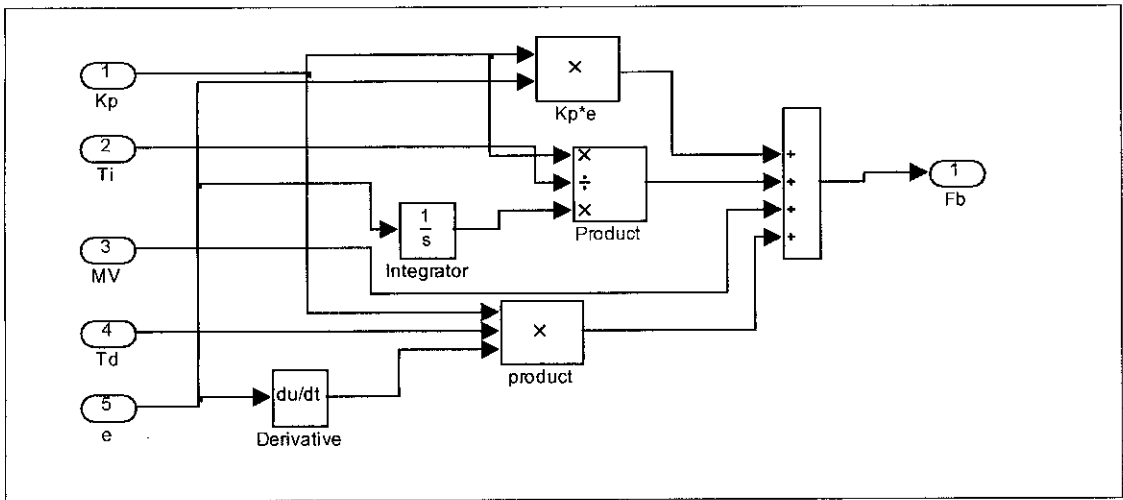 1
Kp
2
Ti
3
MV
4
Td
5
e
×
Kp*e
×
÷
×
Product
1
s
Integrator
×
product
du/dt
Derivative
+
+
+
+
1
Fb